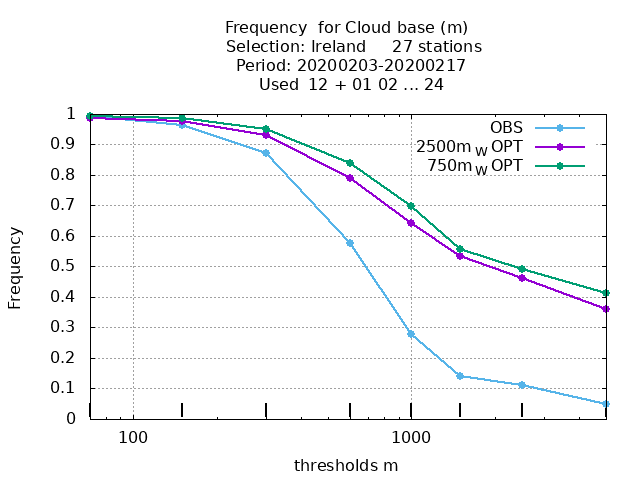 Frequency  for Cloud base (m)
Selection: Ireland     27 stations
Period: 20200203-20200217
Used  12 + 01 02 ... 24
OBS
2500m W OPT
750m W OPT
1
0.9
0.8
0.7
0.6
0.5
0.4
0.3
0.2
0.1
0
Frequency
100
1000
thresholds m